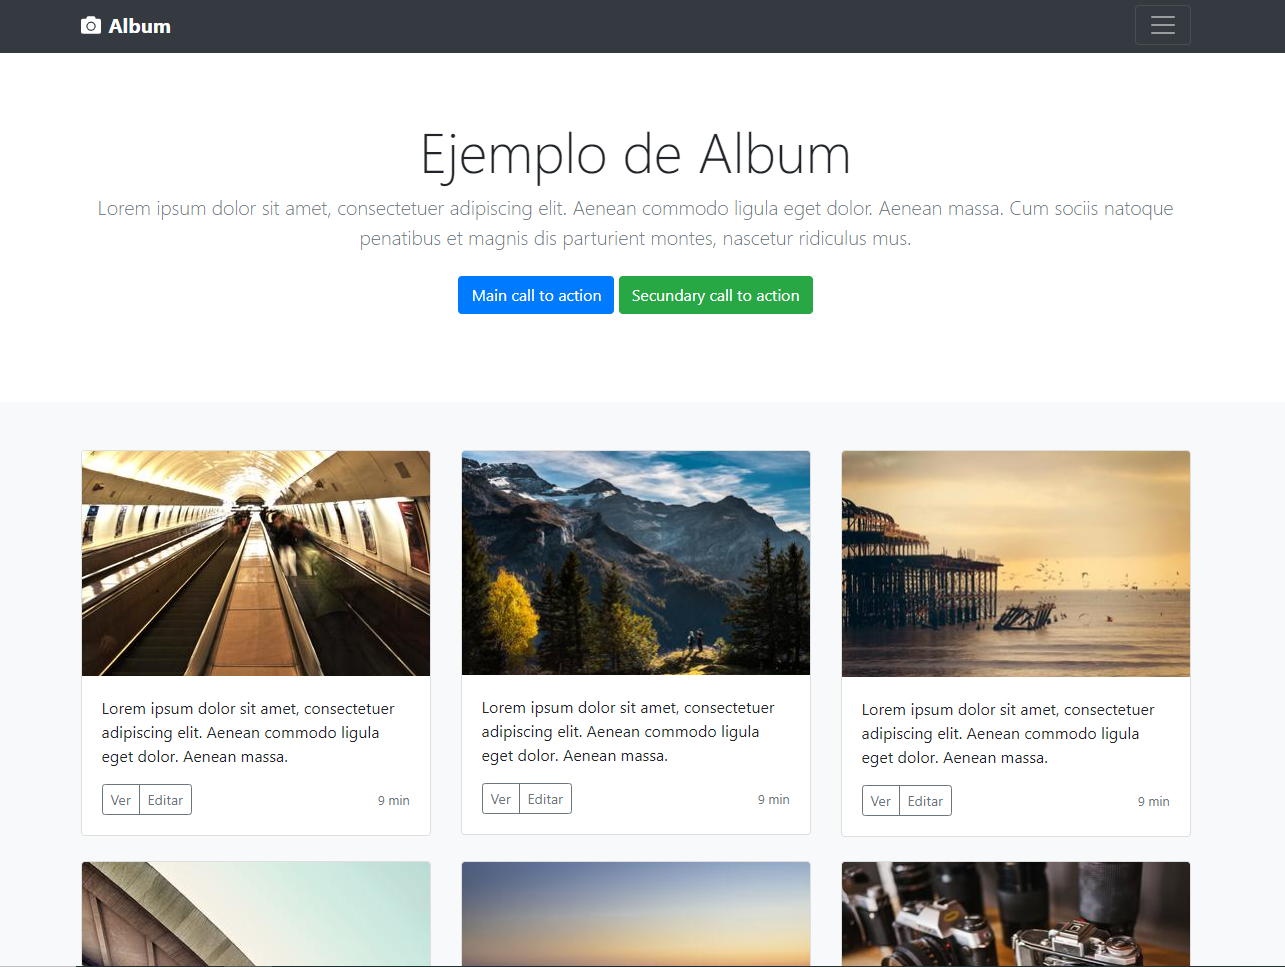 Album
Ejemplo de Album
Lorem ipsum dolor sit amet, consectetuer adipiscing elit. Aenean commodo ligula eget dolor. Aenean massa. Cum sociis natoque
penatibus et magnis dis parturient montes, nascetur ridiculus mus.
Main call to action Secundary call to action
Lorem ipsum dolor sit amet, consectetuer
adipiscing elit. Aenean commodo ligula
eget dolor. Aenean massa.
Ver Editar 9 min
Lorem ipsum dolor sit amet, consectetuer
adipiscing elit. Aenean commodo ligula
eget dolor. Aenean massa.
Ver Editar 9 min
Lorem ipsum dolor sit amet, consectetuer
adipiscing elit. Aenean commodo ligula
eget dolor. Aenean massa.
Ver Editar 9 min